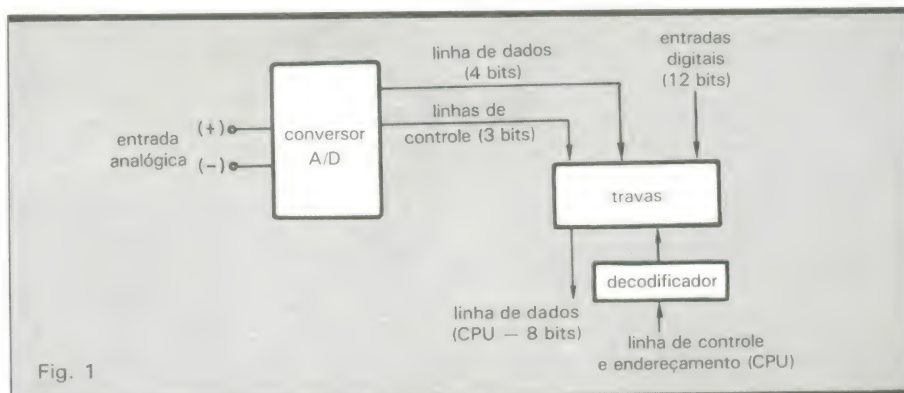 linha de dados
(4 bits)
entradas
digitais
(12 bits)
linhas de
controle (3 bits)
entrada
analógica
(+)
(−)
conversor
A/D
travas
decodificador
linha de dados
(CPU — 8 bits)
linha de controle
e endereçamento (CPU)
Fig. 1